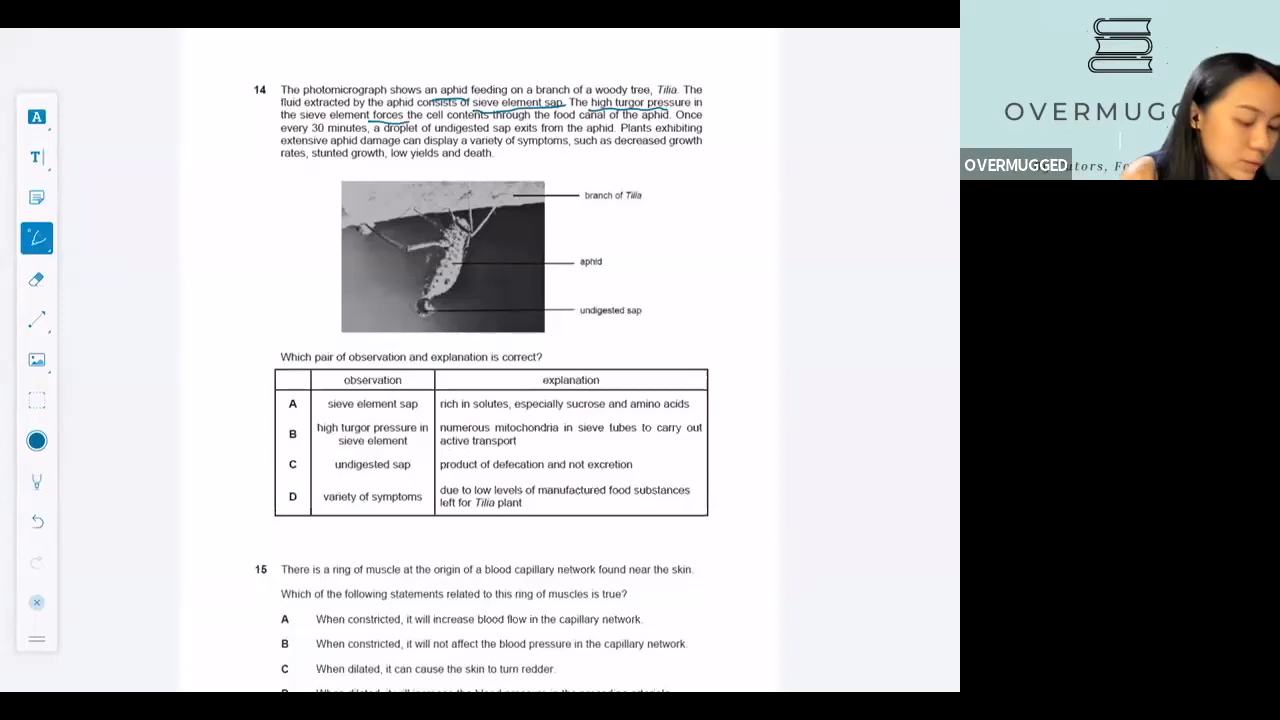 OVERMUGG
OVERMUGGED
14 The photomicrograph shows an aphid feeding on a branch of a woody tree, Tilia. The
fluid extracted by the aphid consists of sieve element sap. The high turgor pressure in
the sieve element forces the cell contents through the food canal of the aphid. Once
every 30 minutes, a droplet of undigested sap exits from the aphid. Plants exhibiting
extensive aphid damage can display a variety of symptoms, such as decreased growth
rates, stunted growth, low yields and death.
branch of Tilia
aphid
undigested sap
Which pair of observation and explanation is correct?
observation explanation
A sieve element sap rich in solutes, especially sucrose and amino acids
B high turgor pressure in sieve element numerous mitochondria in sieve tubes to carry out active transport
C undigested sap product of defecation and not excretion
D variety of symptoms due to low levels of manufactured food substances left for Tilia plant
15 There is a ring of muscle at the origin of a blood capillary network found near the skin.
Which of the following statements related to this ring of muscles is true?
A When constricted, it will increase blood flow in the capillary network.
B When constricted, it will not affect the blood pressure in the capillary network.
C When dilated, it can cause the skin to turn redder.